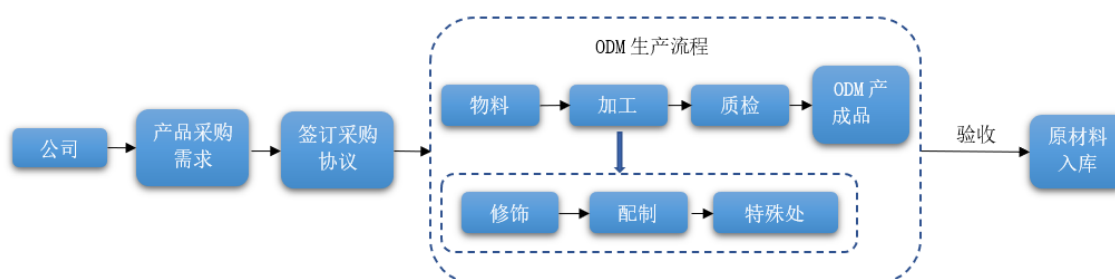 ODM 生产流程
公司
产品采购
需求
签订采购
协议
物料
加工
质检
ODM 产
成品
修饰
配制
特殊处
验收
原材料
入库